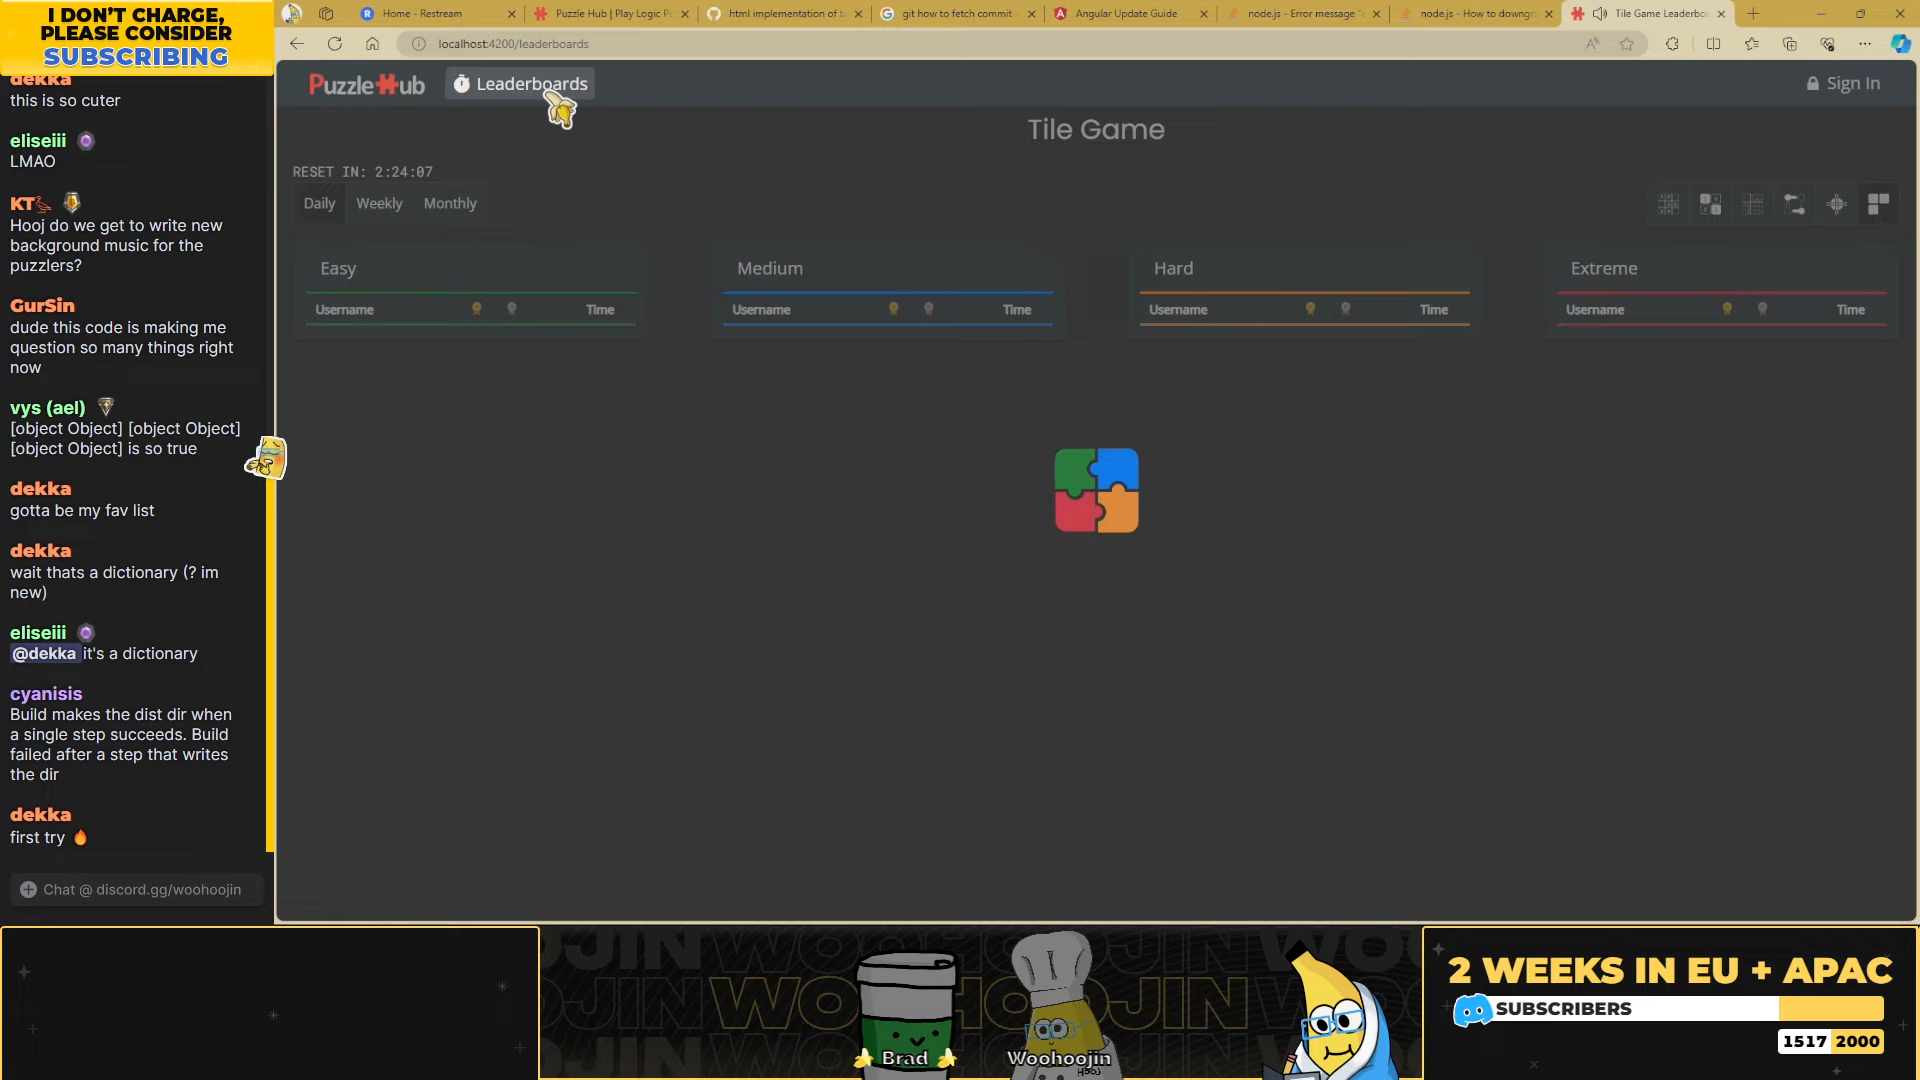 I DON'T CHARGE,
PLEASE CONSIDER
SUBSCRIBING
dekka
this is so cuter
eliseiii
LMAO
KT
Hooj do we get to write new
background music for the
puzzlers?
GurSin
dude this code is making me
question so many things right
now
vys (ael)
[object Object] [object Object]
[object Object] is so true
dekka
gotta be my fav list
dekka
wait thats a dictionary (? im
new)
eliseiii
@dekka it's a dictionary
cyanisis
Build makes the dist dir when
a single step succeeds. Build
failed after a step that writes
the dir
dekka
first try
Chat @ discord.gg/woohoojin
Home - Restream
Puzzle Hub | Play Logic P
html implementation of t
git how to fetch commit
Angular Update Guide
node.js - Error message "
node.js - How to downgr
Tile Game Leaderbo
localhost:4200/leaderboards
PuzzleHub
Leaderboards
Sign In
Tile Game
RESET IN: 2:24:07
Daily
Weekly
Monthly
Easy
Username
Time
Medium
Username
Time
Hard
Username
Time
Extreme
Username
Time
WOOHOOJIN
Brad
Woohoojin
HOOJ
2 WEEKS IN EU + APAC
SUBSCRIBERS
1517 2000